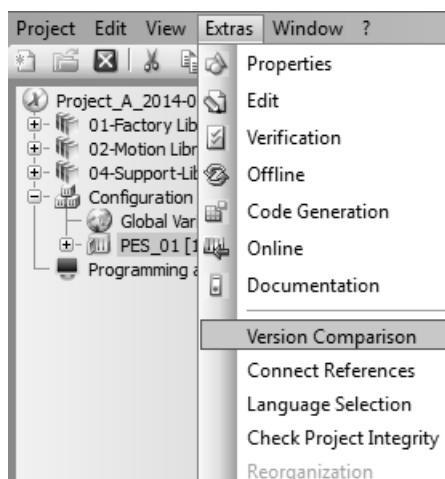 Project Edit View Extras Window ?
Project_A_2014-0
01-Factory Lib
02-Motion Libr
04-Support-Lib
Configuration
Global Var
PES_01 [1
Programming a
Properties
Edit
Verification
Offline
Code Generation
Online
Documentation
Version Comparison
Connect References
Language Selection
Check Project Integrity
Reorganization